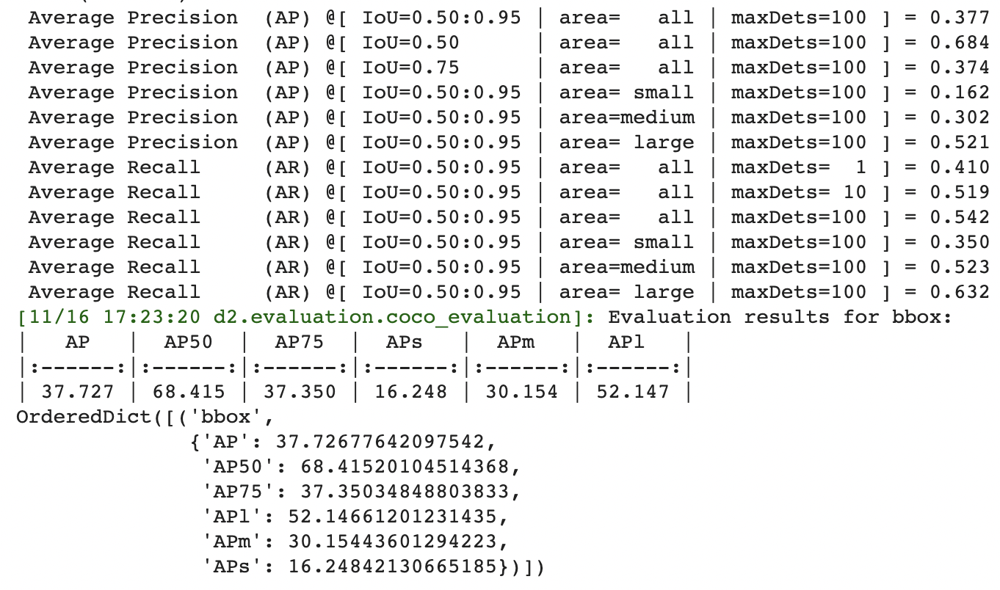 Average Precision  (AP) @[ IoU=0.50:0.95 | area=   all | maxDets=100 ] = 0.377
Average Precision  (AP) @[ IoU=0.50      | area=   all | maxDets=100 ] = 0.684
Average Precision  (AP) @[ IoU=0.75      | area=   all | maxDets=100 ] = 0.374
Average Precision  (AP) @[ IoU=0.50:0.95 | area= small | maxDets=100 ] = 0.162
Average Precision  (AP) @[ IoU=0.50:0.95 | area=medium | maxDets=100 ] = 0.302
Average Precision  (AP) @[ IoU=0.50:0.95 | area= large | maxDets=100 ] = 0.521
Average Recall     (AR) @[ IoU=0.50:0.95 | area=   all | maxDets=  1 ] = 0.410
Average Recall     (AR) @[ IoU=0.50:0.95 | area=   all | maxDets= 10 ] = 0.519
Average Recall     (AR) @[ IoU=0.50:0.95 | area=   all | maxDets=100 ] = 0.542
Average Recall     (AR) @[ IoU=0.50:0.95 | area= small | maxDets=100 ] = 0.350
Average Recall     (AR) @[ IoU=0.50:0.95 | area=medium | maxDets=100 ] = 0.523
Average Recall     (AR) @[ IoU=0.50:0.95 | area= large | maxDets=100 ] = 0.632
[11/16 17:23:20 d2.evaluation.coco_evaluation]: Evaluation results for bbox:
|   AP   |  AP50  |  AP75  |  APs   |  APm   |  APl   |
|:------:|:------:|:------:|:------:|:------:|:------:|
| 37.727 | 68.415 | 37.350 | 16.248 | 30.154 | 52.147 |
OrderedDict([('bbox',
              {'AP': 37.72677642097542,
               'AP50': 68.41520104514368,
               'AP75': 37.35034848803833,
               'APl': 52.14661201231435,
               'APm': 30.15443601294223,
               'APs': 16.24842130665185})])